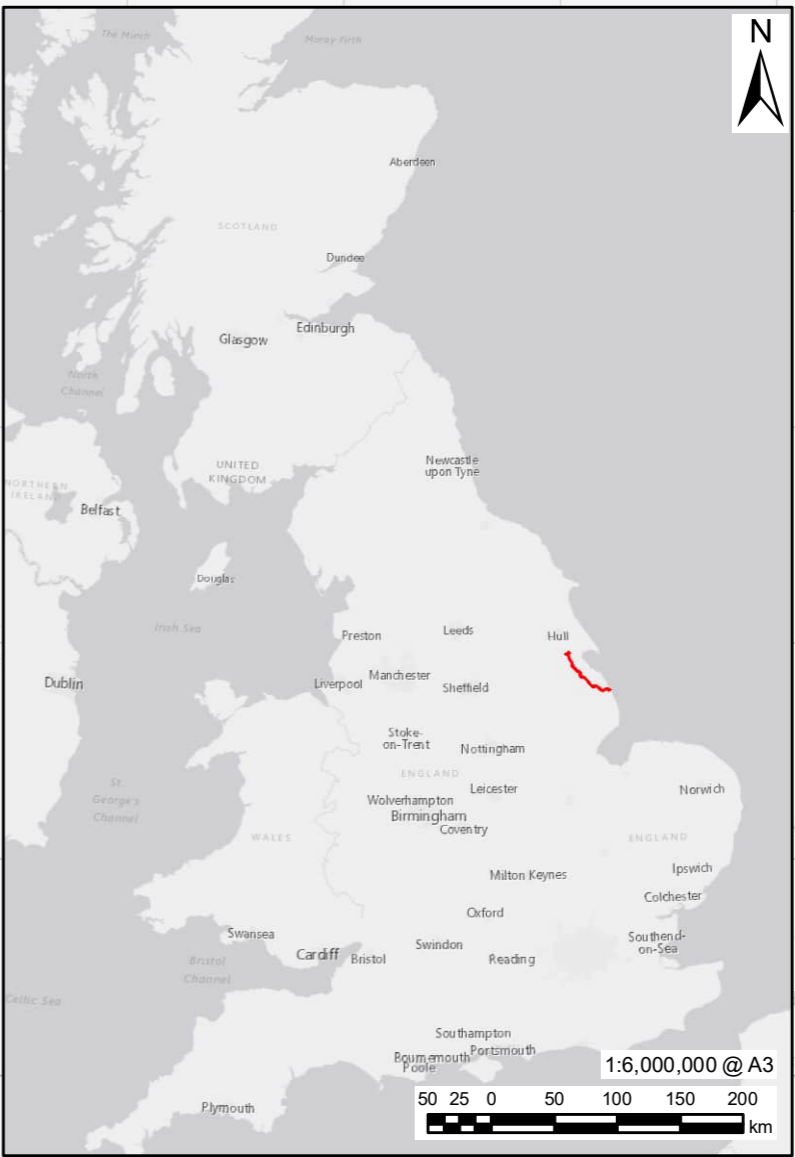 The Minch
Moray Firth
N
Aberdeen
SCOTLAND
Dundee
Edinburgh
Glasgow
North
Channel
Newcastle
upon Tyne
UNITED
KINGDOM
NORTHERN
IRELAND
Belfast
Douglas
Irish Sea
Preston
Leeds
Hull
Dublin
Liverpool
Manchester
Sheffield
Stoke-
on-Trent
Nottingham
ENGLAND
St.
George's
Channel
Leicester
Norwich
Wolverhampton
Birmingham
Coventry
WALES
ENGLAND
Milton Keynes
Ipswich
Colchester
Oxford
Swansea
Cardiff
Bristol
Swindon
Reading
Southend-
on-Sea
Bristol
Channel
Celtic Sea
Southampton
Portsmouth
Bournemouth
Poole
Plymouth
1:6,000,000 @ A3
50 25 0 50 100 150 200
km